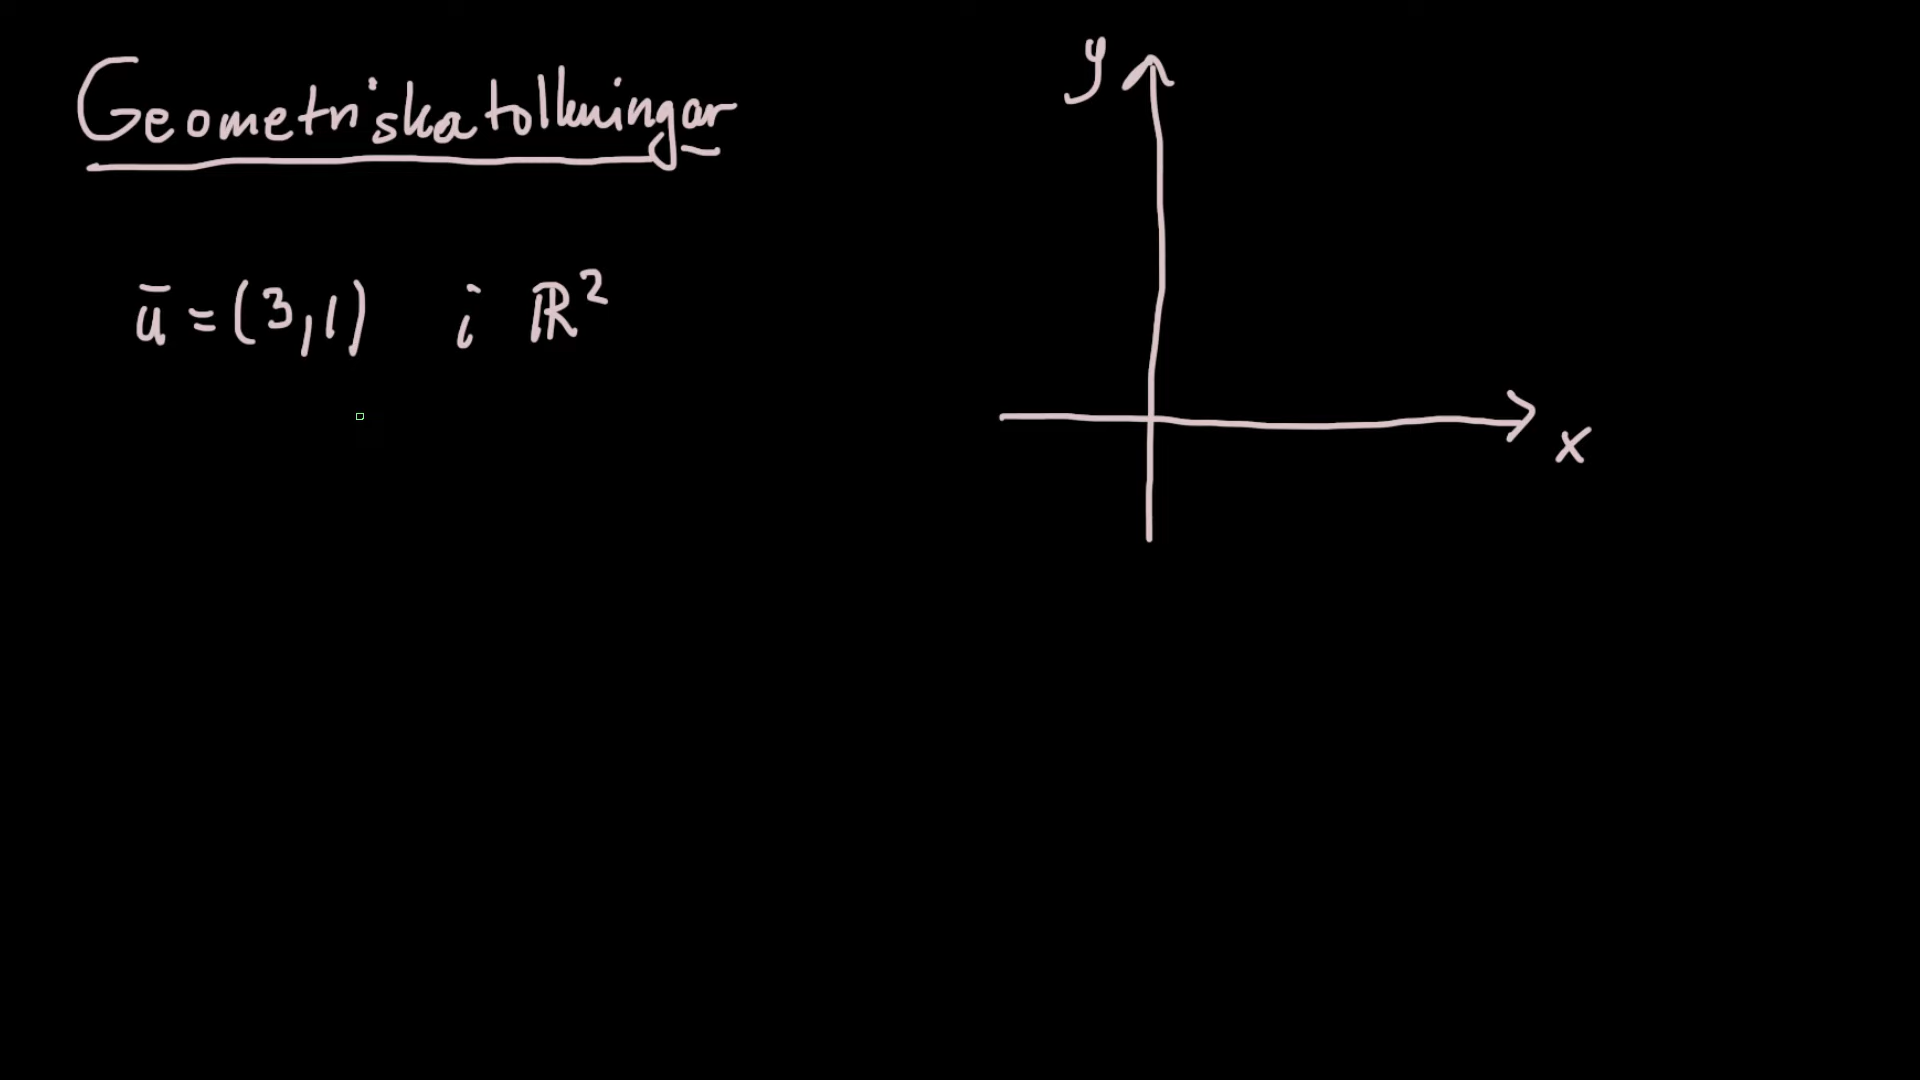 Geometriska tolkningar
ū = (3,1) i ℝ²
y
x